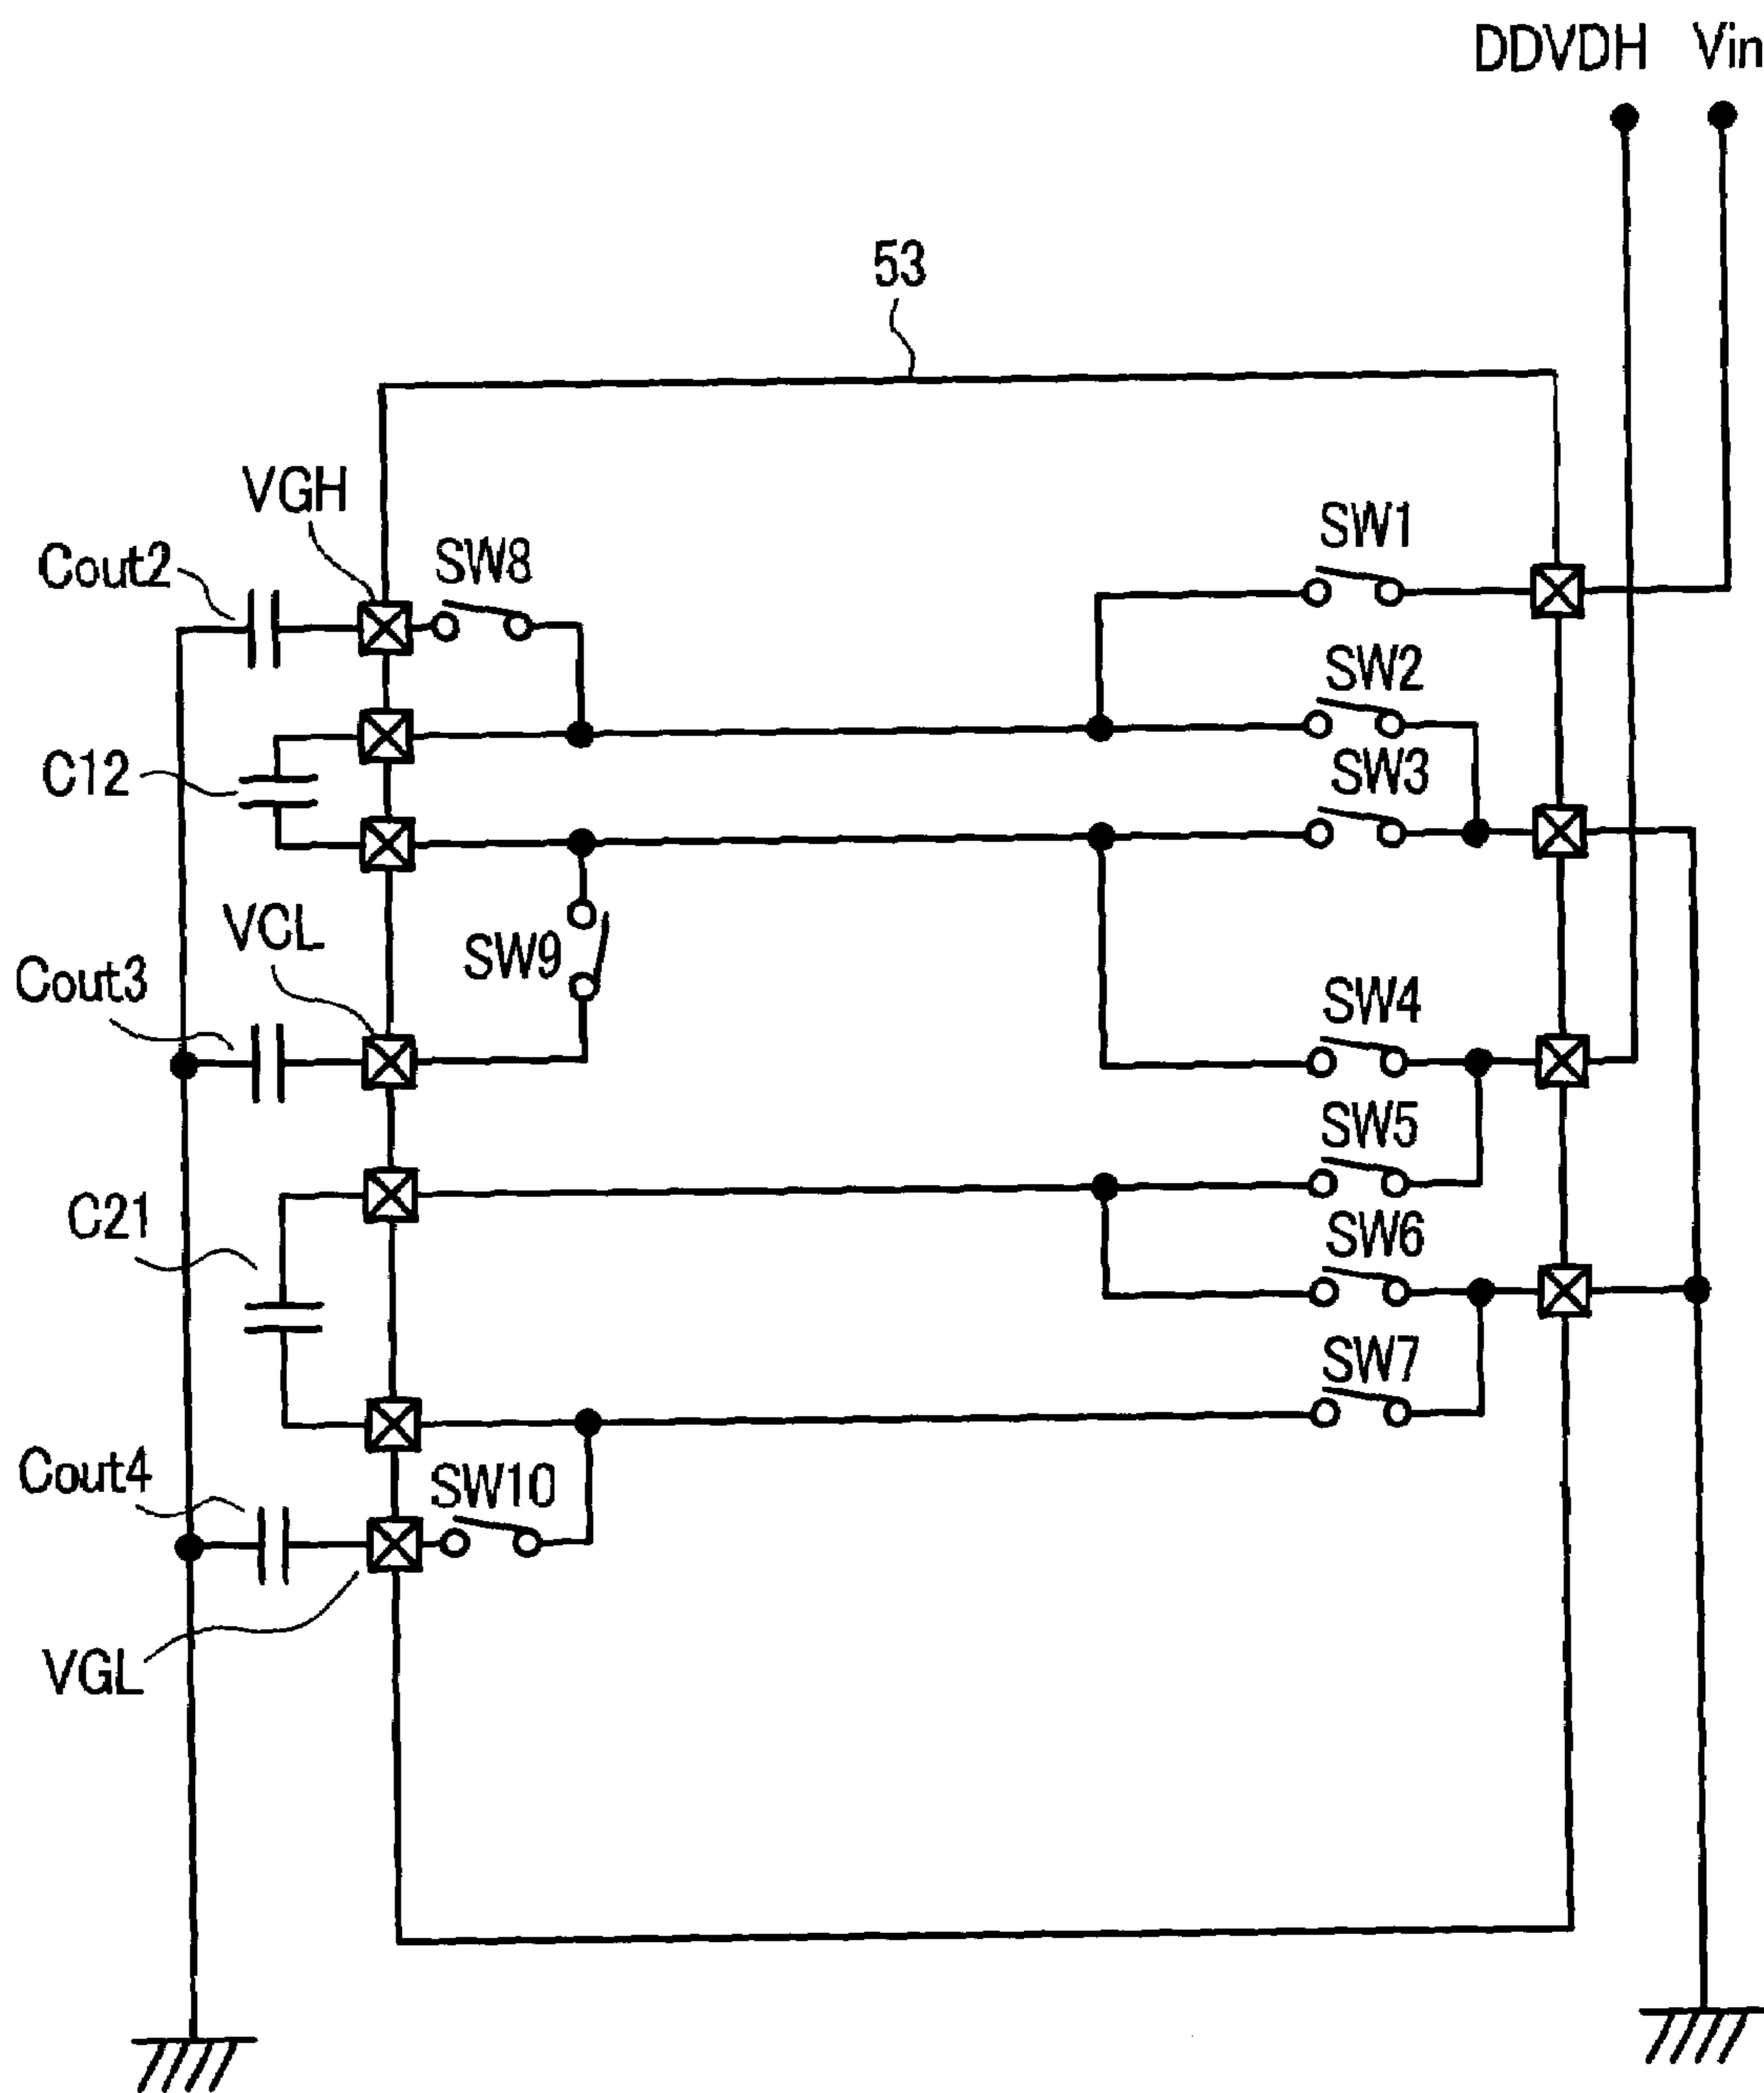 DDVDH Vin
53
VGH
SW8
Cout2
SW1
SW2
C12
SW3
VCL
SW9
Cout3
SW4
SW5
C21
SW6
SW7
Cout4
SW10
VGL